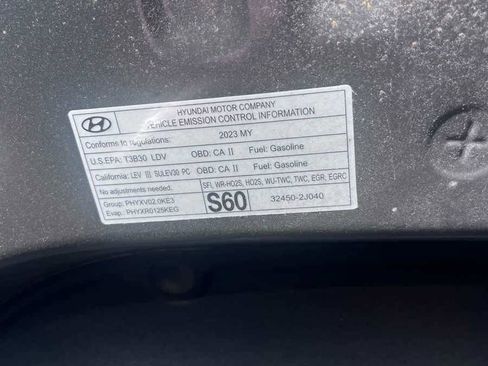 HYUNDAI MOTOR COMPANY
VEHICLE EMISSION CONTROL INFORMATION
Conforms to regulations: 2023 MY
U.S.EPA: T3B30 LDV OBD: CA II Fuel: Gasoline
California: LEV III SULEV30 PC OBD: CA II Fuel: Gasoline
No adjustments needed. SFI, WR-HO2S, HO2S, WU-TWC, TWC, EGR, EGRC
Group: PHYXV02.0KE3
Evap: PHYXR0125KEG S60 32450-2J040